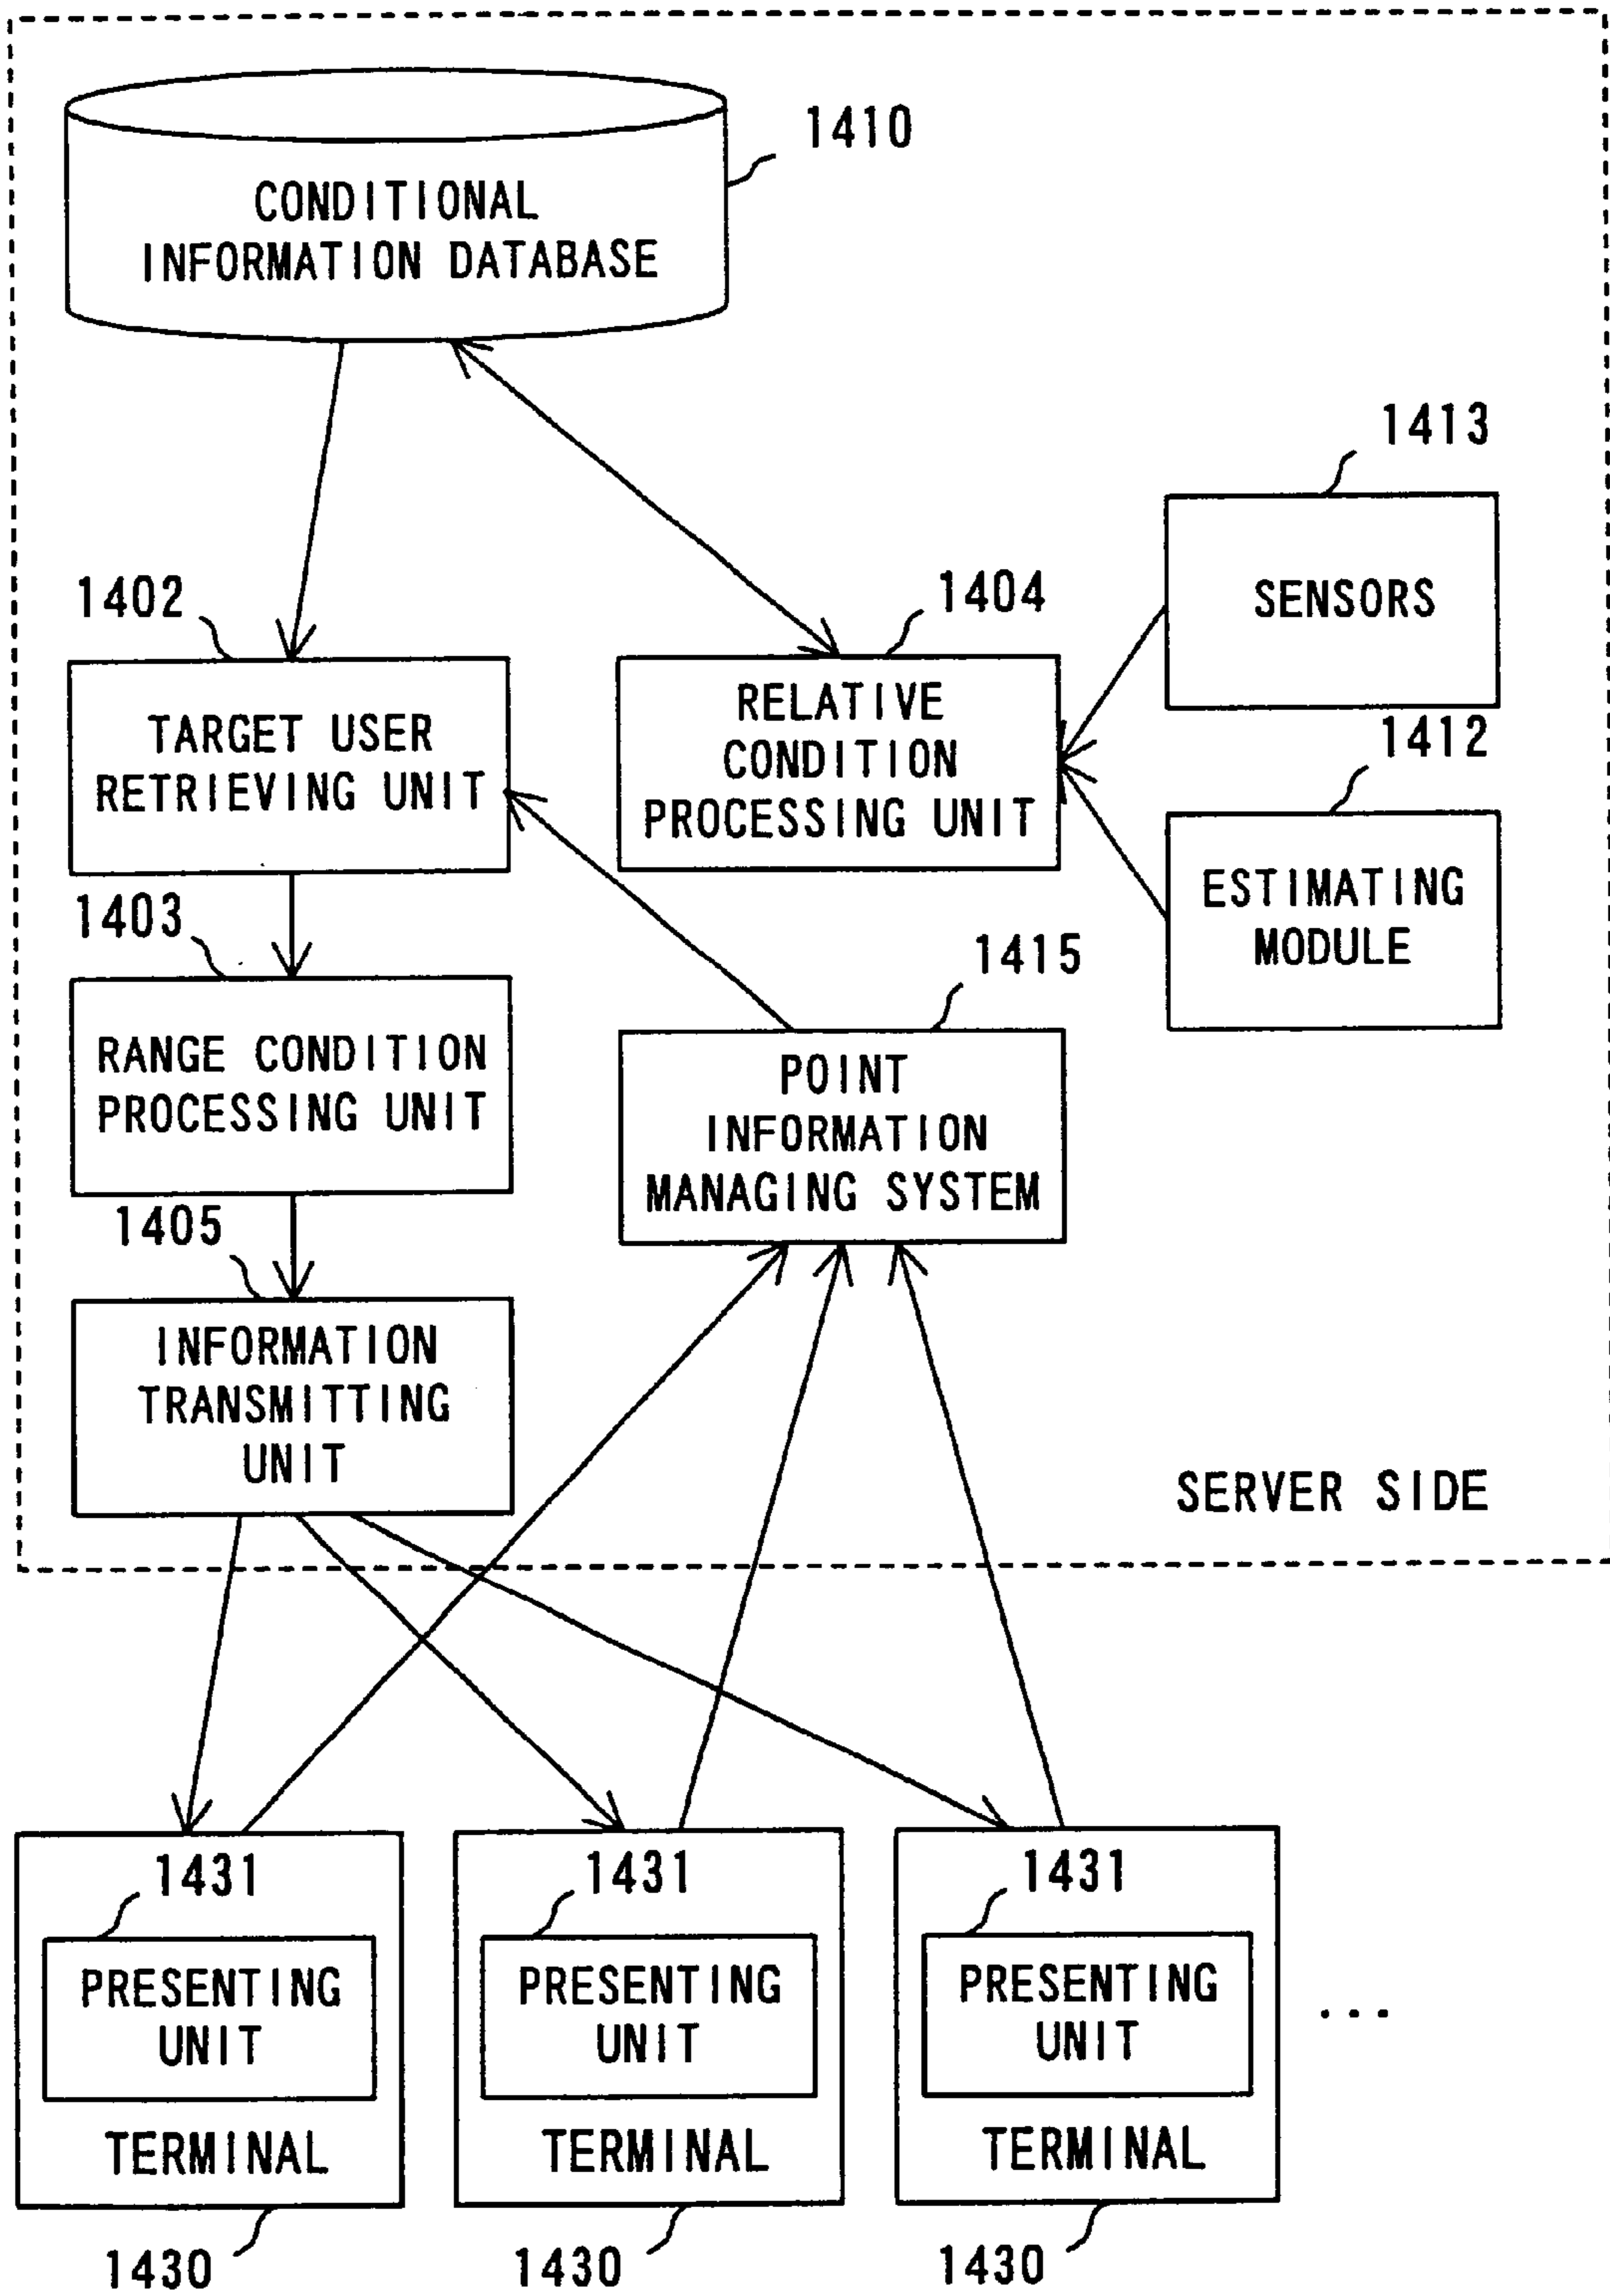 1410
CONDITIONAL
INFORMATION DATABASE
1413
SENSORS
1402
1404
TARGET USER
RETRIEVING UNIT
RELATIVE
CONDITION
PROCESSING UNIT
1412
ESTIMATING
MODULE
1403
1415
RANGE CONDITION
PROCESSING UNIT
POINT
INFORMATION
MANAGING SYSTEM
1405
INFORMATION
TRANSMITTING
UNIT
SERVER SIDE
1431
PRESENTING
UNIT
TERMINAL
1430
1431
PRESENTING
UNIT
TERMINAL
1430
1431
PRESENTING
UNIT
TERMINAL
1430
...